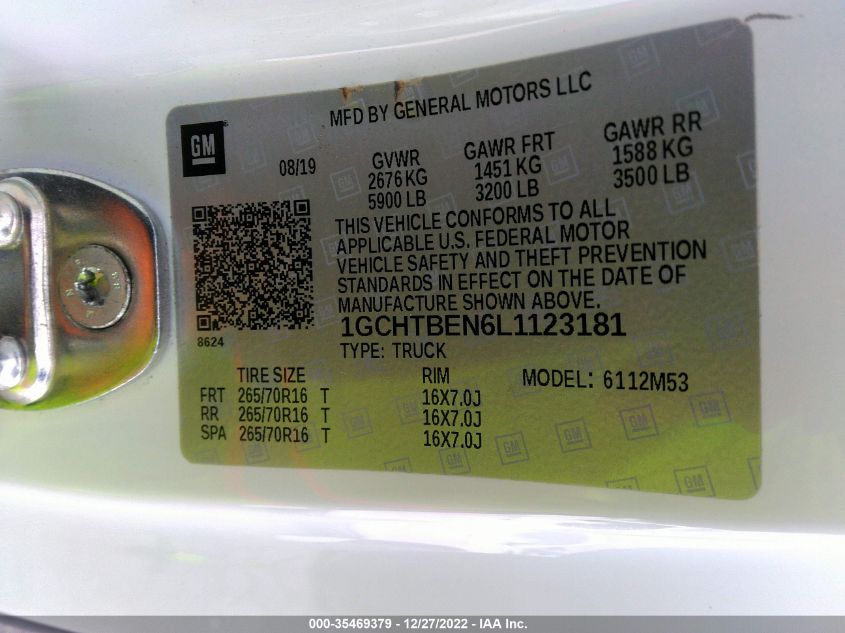 MFD BY GENERAL MOTORS LLC
GM
08/19
GVWR GAWR FRT GAWR RR
2676 KG 1451 KG 1588 KG
5900 LB 3200 LB 3500 LB
THIS VEHICLE CONFORMS TO ALL
APPLICABLE U.S. FEDERAL MOTOR
VEHICLE SAFETY AND THEFT PREVENTION
STANDARDS IN EFFECT ON THE DATE OF
MANUFACTURE SHOWN ABOVE.
8624
1GCHTBEN6L1123181
TYPE: TRUCK
TIRE SIZE RIM MODEL: 6112M53
FRT 265/70R16 T 16X7.0J
RR 265/70R16 T 16X7.0J
SPA 265/70R16 T 16X7.0J
000-35469379 - 12/27/2022 - IAA Inc.